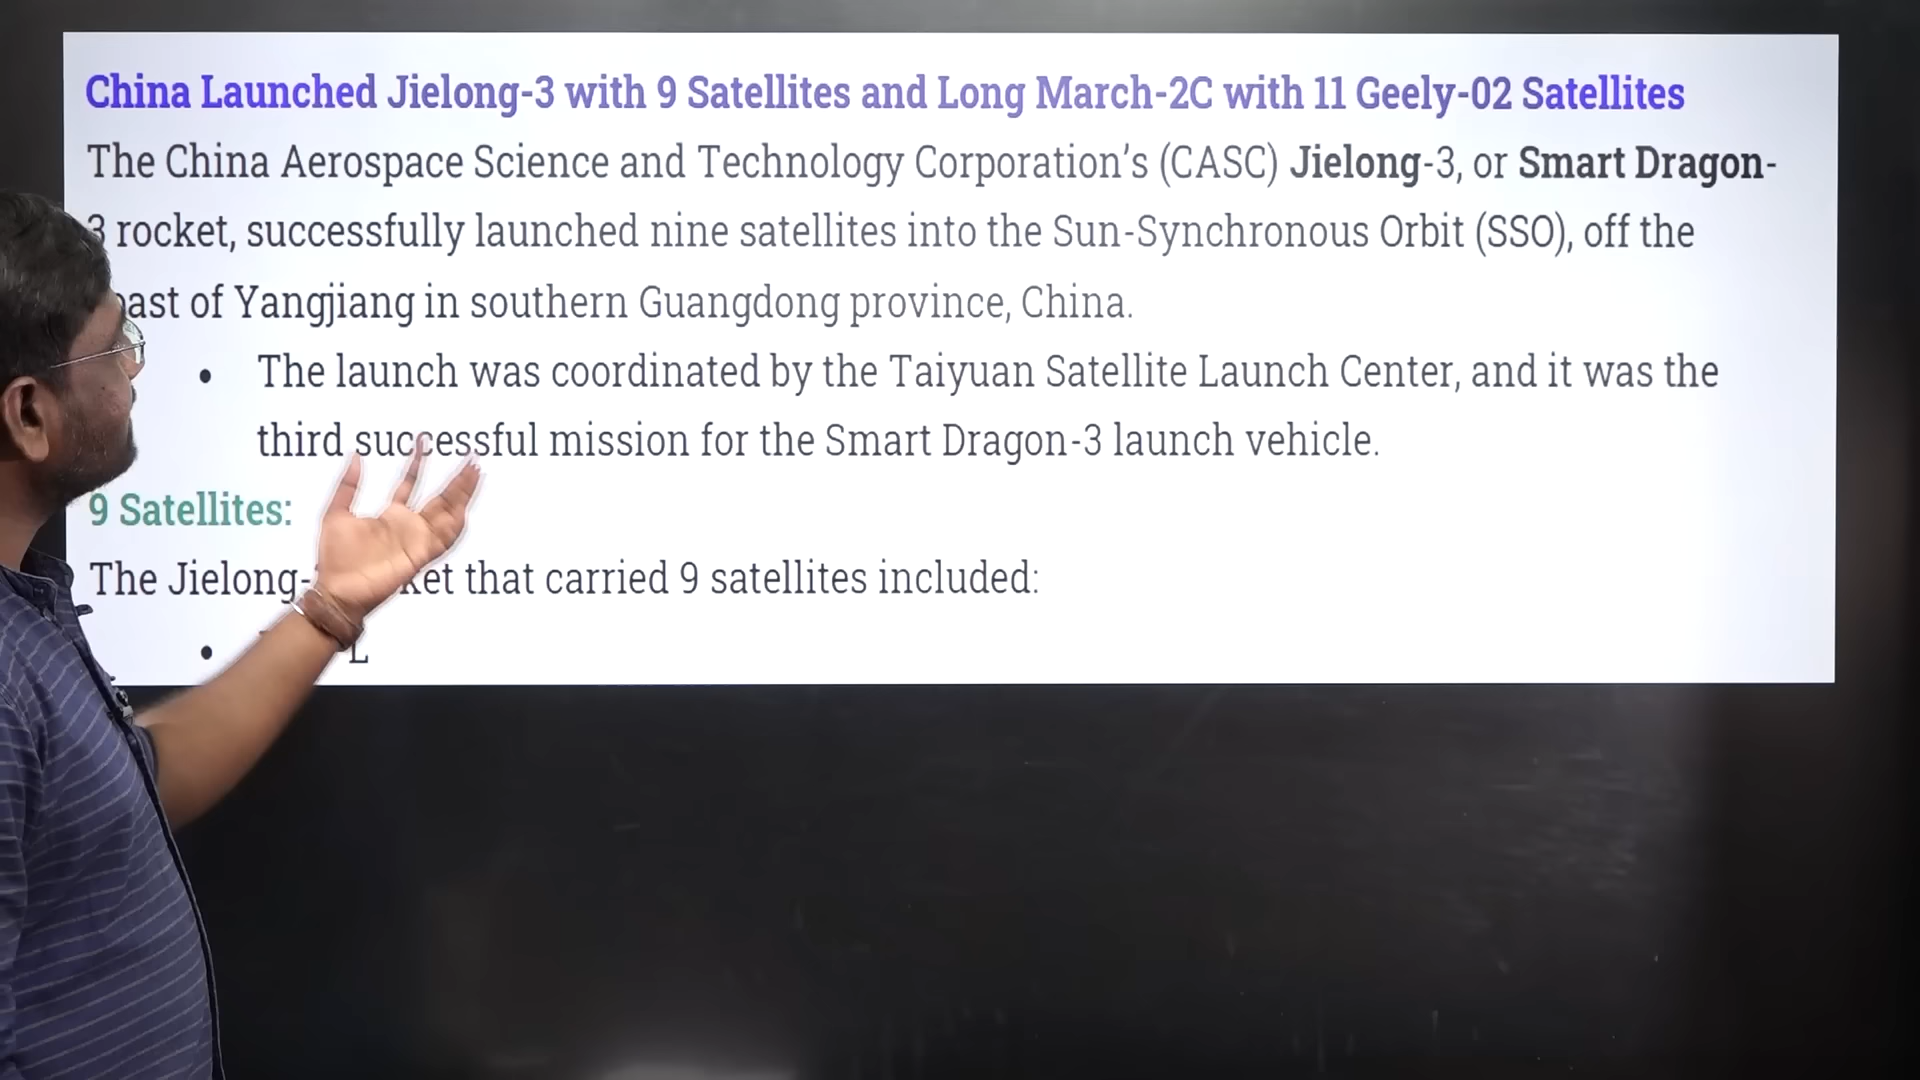 China Launched Jielong-3 with 9 Satellites and Long March-2C with 11 Geely-02 Satellites
The China Aerospace Science and Technology Corporation's (CASC) Jielong-3, or Smart Dragon-
3 rocket, successfully launched nine satellites into the Sun-Synchronous Orbit (SSO), off the
of Yangjiang in southern Guangdong province, China.
• The launch was coordinated by the Taiyuan Satellite Launch Center, and it was the
third successful mission for the Smart Dragon-3 launch vehicle.
9 Satellites:
The Jielong- that carried 9 satellites included: